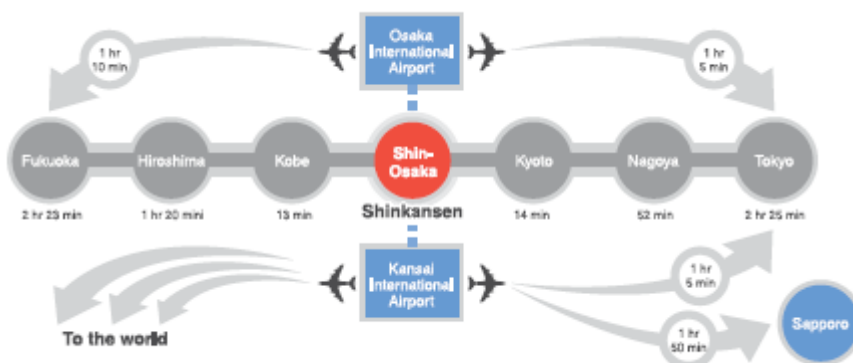 Osaka
International
Airport
1 hr
10 min
1 hr
5 min
Fukuoka
Hiroshima
Kobe
Shin-
Osaka
Kyoto
Nagoya
Tokyo
2 hr 23 min
1 hr 20 mini
13 min
Shinkansen
14 min
52 min
2 hr 25 min
Kansai
International
Airport
1 hr
5 min
To the world
1 hr
50 min
Sapporo